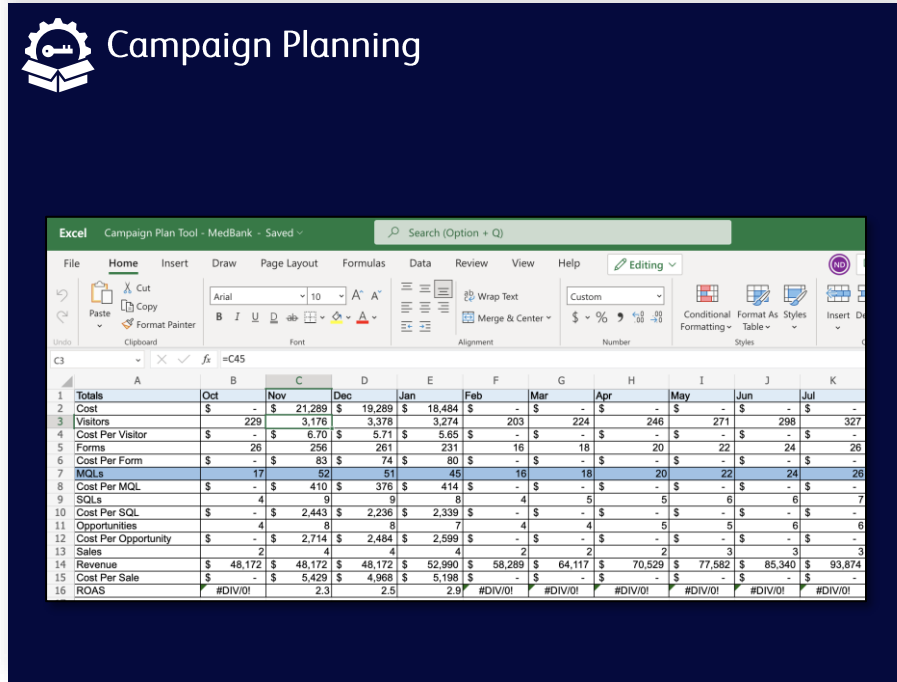 Campaign Planning
Excel Campaign Plan Tool - MedBank - Saved Search (Option + Q)
File Home Insert Draw Page Layout Formulas Data Review View Help Editing ND
Paste Cut Arial 10 A A Wrap Text Custom Conditional Format As Styles Insert De
Copy B I U D ab A Merge & Center $ % Formatting Table
Format Painter
Undo Clipboard Font Alignment Number Styles
C3 fx =C45
A B C D E F G H I J K
1 Totals Oct Nov Dec Jan Feb Mar Apr May Jun Jul
2 Cost $ - $ 21,289 $ 19,289 $ 18,484 $ - $ - $ - $ - $ - $ -
3 Visitors 229 3,176 3,378 3,274 203 224 246 271 298 327
4 Cost Per Visitor $ - $ 6.70 $ 5.71 $ 5.65 $ - $ - $ - $ - $ - $ -
5 Forms 26 256 261 231 16 18 20 22 24 26
6 Cost Per Form $ - $ 83 $ 74 $ 80 $ - $ - $ - $ - $ - $ -
7 MQLs 17 52 51 45 16 18 20 22 24 26
8 Cost Per MQL $ - $ 410 $ 376 $ 414 $ - $ - $ - $ - $ - $ -
9 SQLs 4 9 9 8 4 5 5 6 6 7
10 Cost Per SQL $ - $ 2,443 $ 2,236 $ 2,339 $ - $ - $ - $ - $ - $ -
11 Opportunities 4 8 8 7 4 4 5 5 6 6
12 Cost Per Opportunity $ - $ 2,714 $ 2,484 $ 2,599 $ - $ - $ - $ - $ - $ -
13 Sales 2 4 4 4 2 2 2 3 3 3
14 Revenue $ 48,172 $ 48,172 $ 48,172 $ 52,990 $ 58,289 $ 64,117 $ 70,529 $ 77,582 $ 85,340 $ 93,874
15 Cost Per Sale $ - $ 5,429 $ 4,968 $ 5,198 $ - $ - $ - $ - $ - $ -
16 ROAS #DIV/0! 2.3 2.5 2.9 #DIV/0! #DIV/0! #DIV/0! #DIV/0! #DIV/0! #DIV/0!